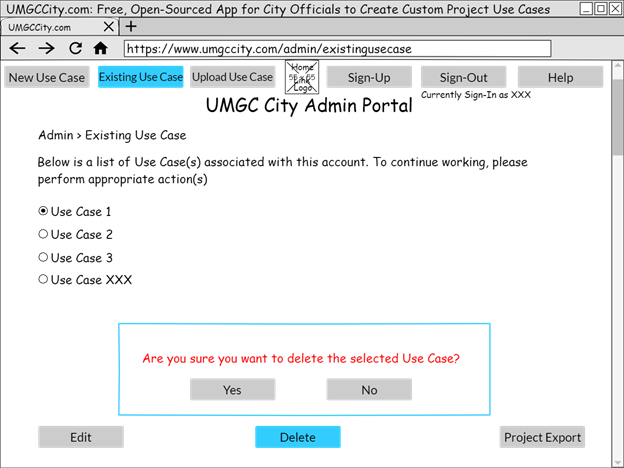 UMGCCity.com: Free, Open-Sourced App for City Officials to Create Custom Project Use Cases
UMGCCity.com
https://www.umgccity.com/admin/existingusecase
New Use Case
Existing Use Case
Upload Use Case
Home
Link
Logo
Sign-Up
Sign-Out
Help
Currently Sign-In as XXX
UMGC City Admin Portal
Admin > Existing Use Case
Below is a list of Use Case(s) associated with this account. To continue working, please
perform appropriate action(s)
Use Case 1
Use Case 2
Use Case 3
Use Case XXX
Are you sure you want to delete the selected Use Case?
Yes
No
Edit
Delete
Project Export